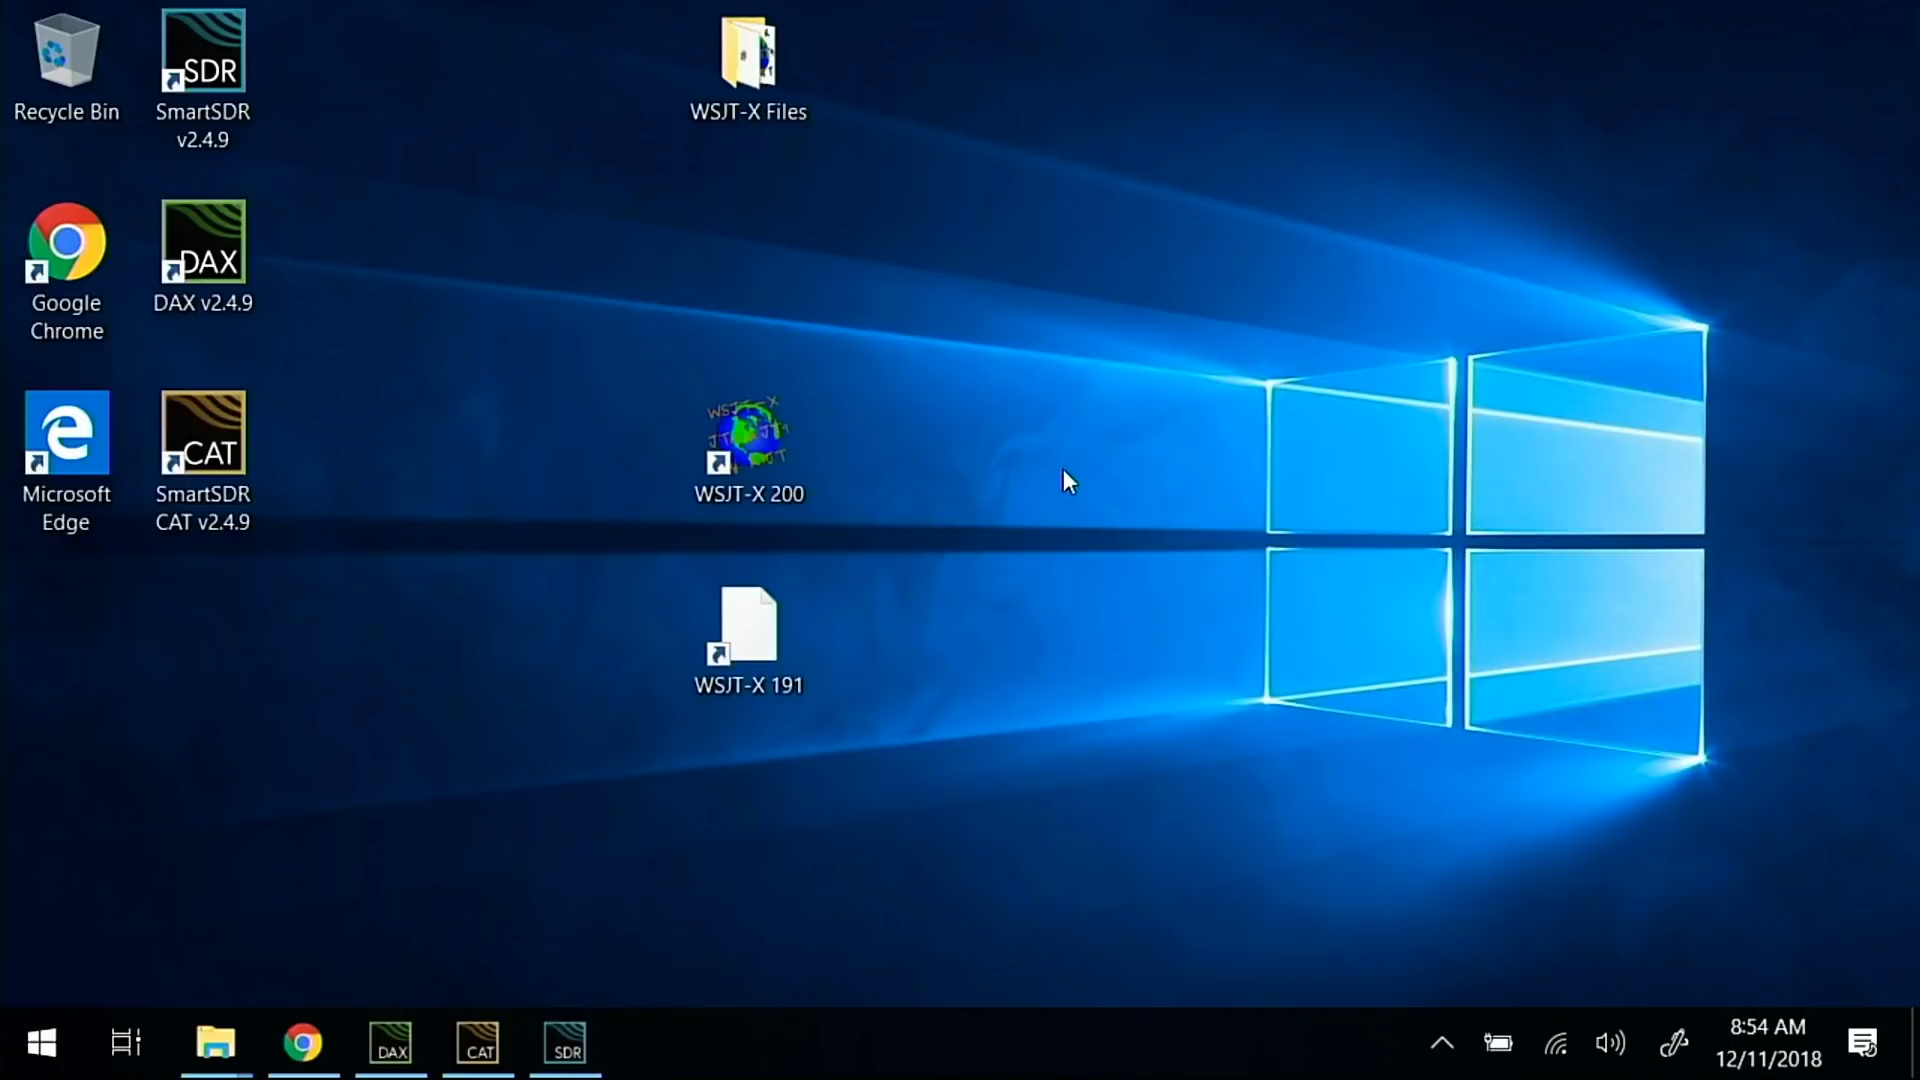 Recycle Bin
SDR
SmartSDR
v2.4.9
WSJT-X Files
Google
Chrome
DAX
DAX v2.4.9
Microsoft
Edge
CAT
SmartSDR
CAT v2.4.9
WSJT-X
WSJT-X 200
WSJT-X 191
DAX
CAT
SDR
8:54 AM
12/11/2018